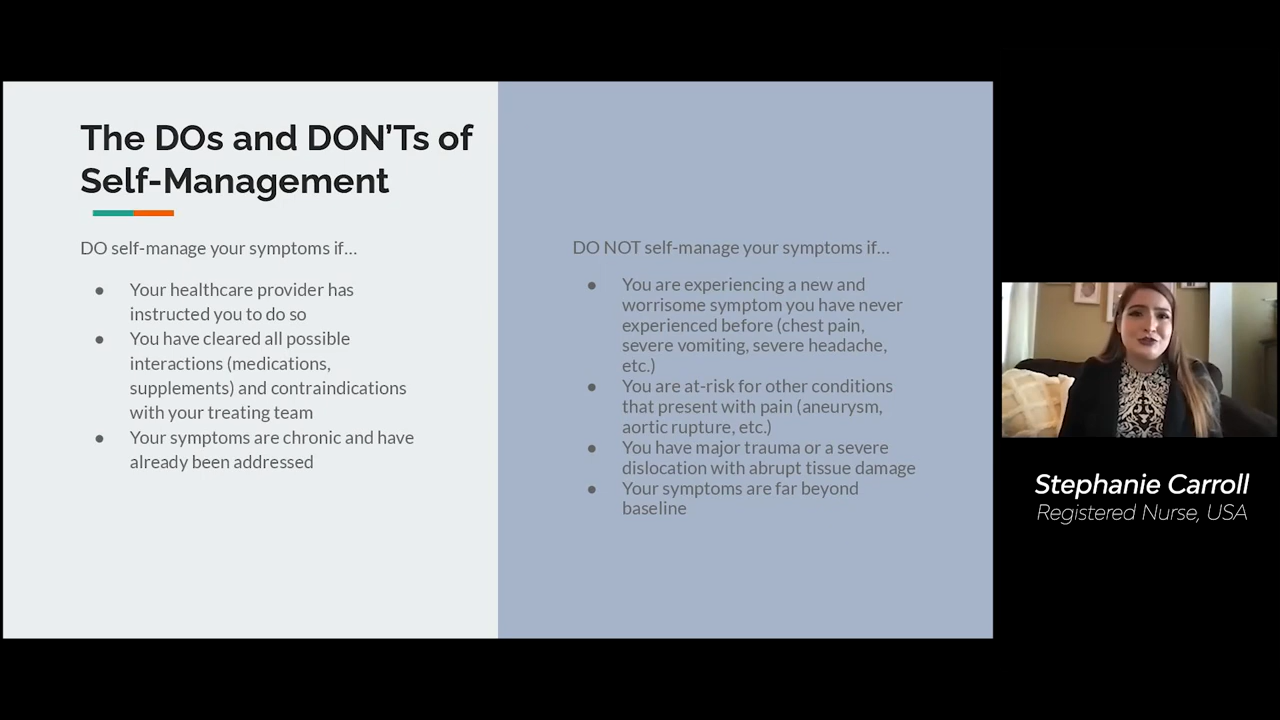 The DOs and DON'Ts of
Self-Management
DO self-manage your symptoms if...
● Your healthcare provider has
instructed you to do so
● You have cleared all possible
interactions (medications,
supplements) and contraindications
with your treating team
● Your symptoms are chronic and have
already been addressed
DO NOT self-manage your symptoms if...
● You are experiencing a new and
worrisome symptom you have never
experienced before (chest pain,
severe vomiting, severe headache,
etc.)
● You are at-risk for other conditions
that present with pain (aneurysm,
aortic rupture, etc.)
● You have major trauma or a severe
dislocation with abrupt tissue damage
● Your symptoms are far beyond
baseline
Stephanie Carroll
Registered Nurse, USA